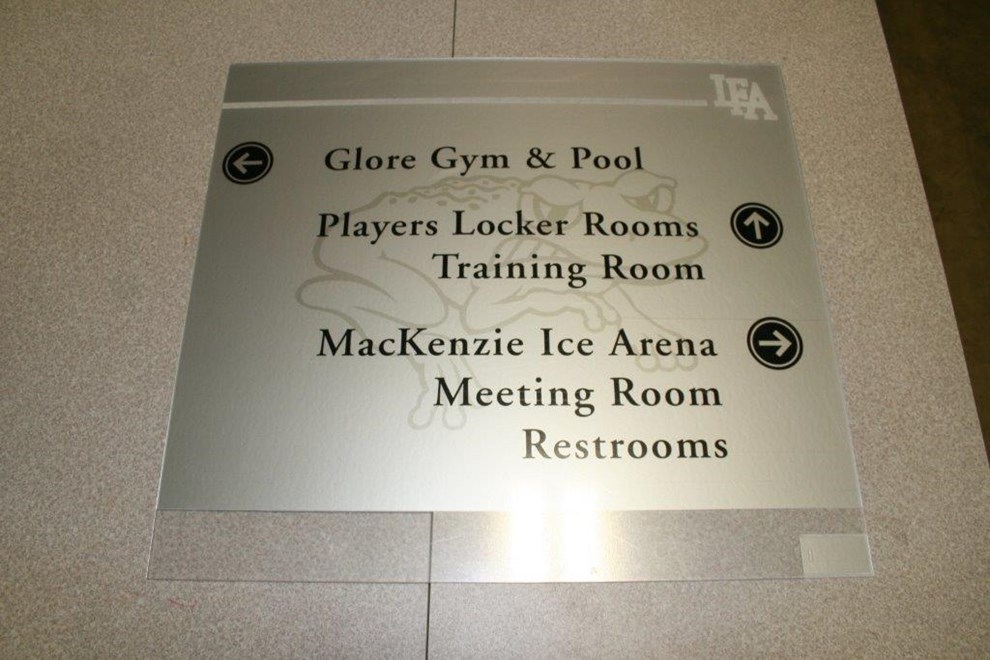 LFA
Glore Gym & Pool
Players Locker Rooms
Training Room
MacKenzie Ice Arena
Meeting Room
Restrooms